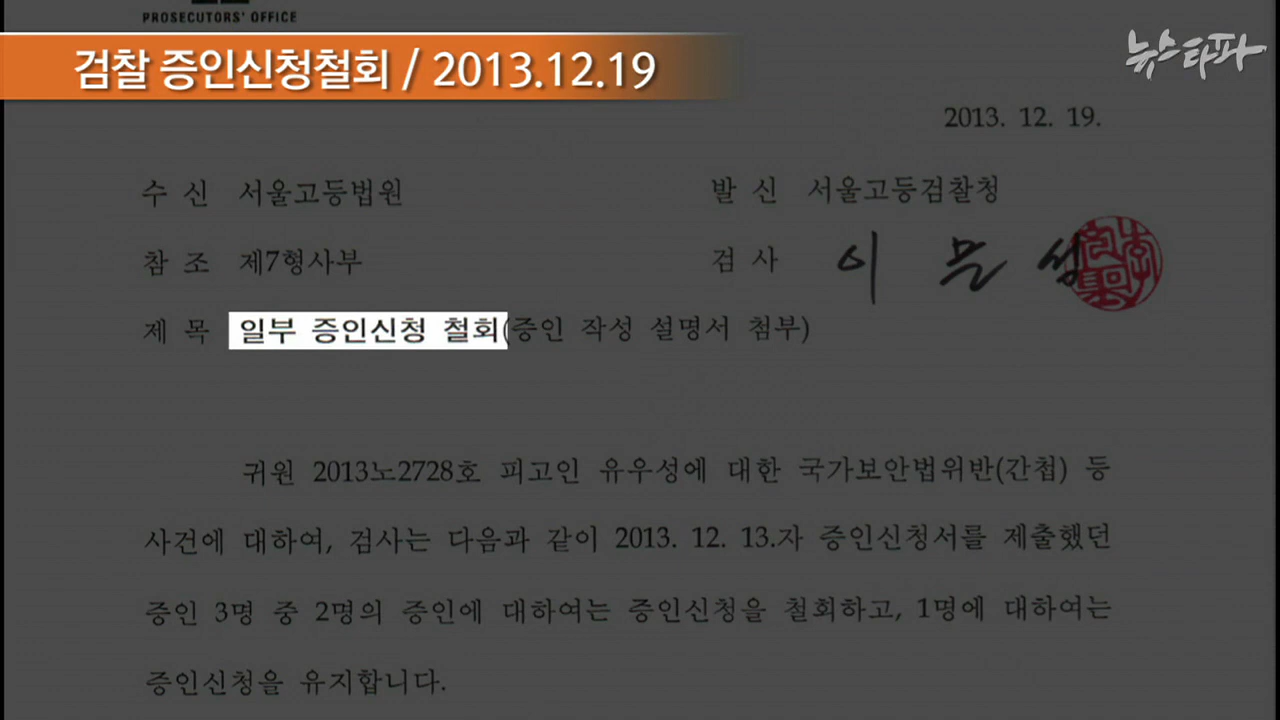 PROSECUTORS' OFFICE
검찰 증인신청철회 / 2013.12.19
뉴스타파
2013. 12. 19.
수 신 서울고등법원 발 신 서울고등검찰청
참 조 제7형사부 검 사 이 문 성
제 목 일부 증인신청 철회(증인 작성 설명서 첨부)
귀원 2013노2728호 피고인 유우성에 대한 국가보안법위반(간첩) 등
사건에 대하여, 검사는 다음과 같이 2013. 12. 13.자 증인신청서를 제출했던
증인 3명 중 2명의 증인에 대하여는 증인신청을 철회하고, 1명에 대하여는
증인신청을 유지합니다.